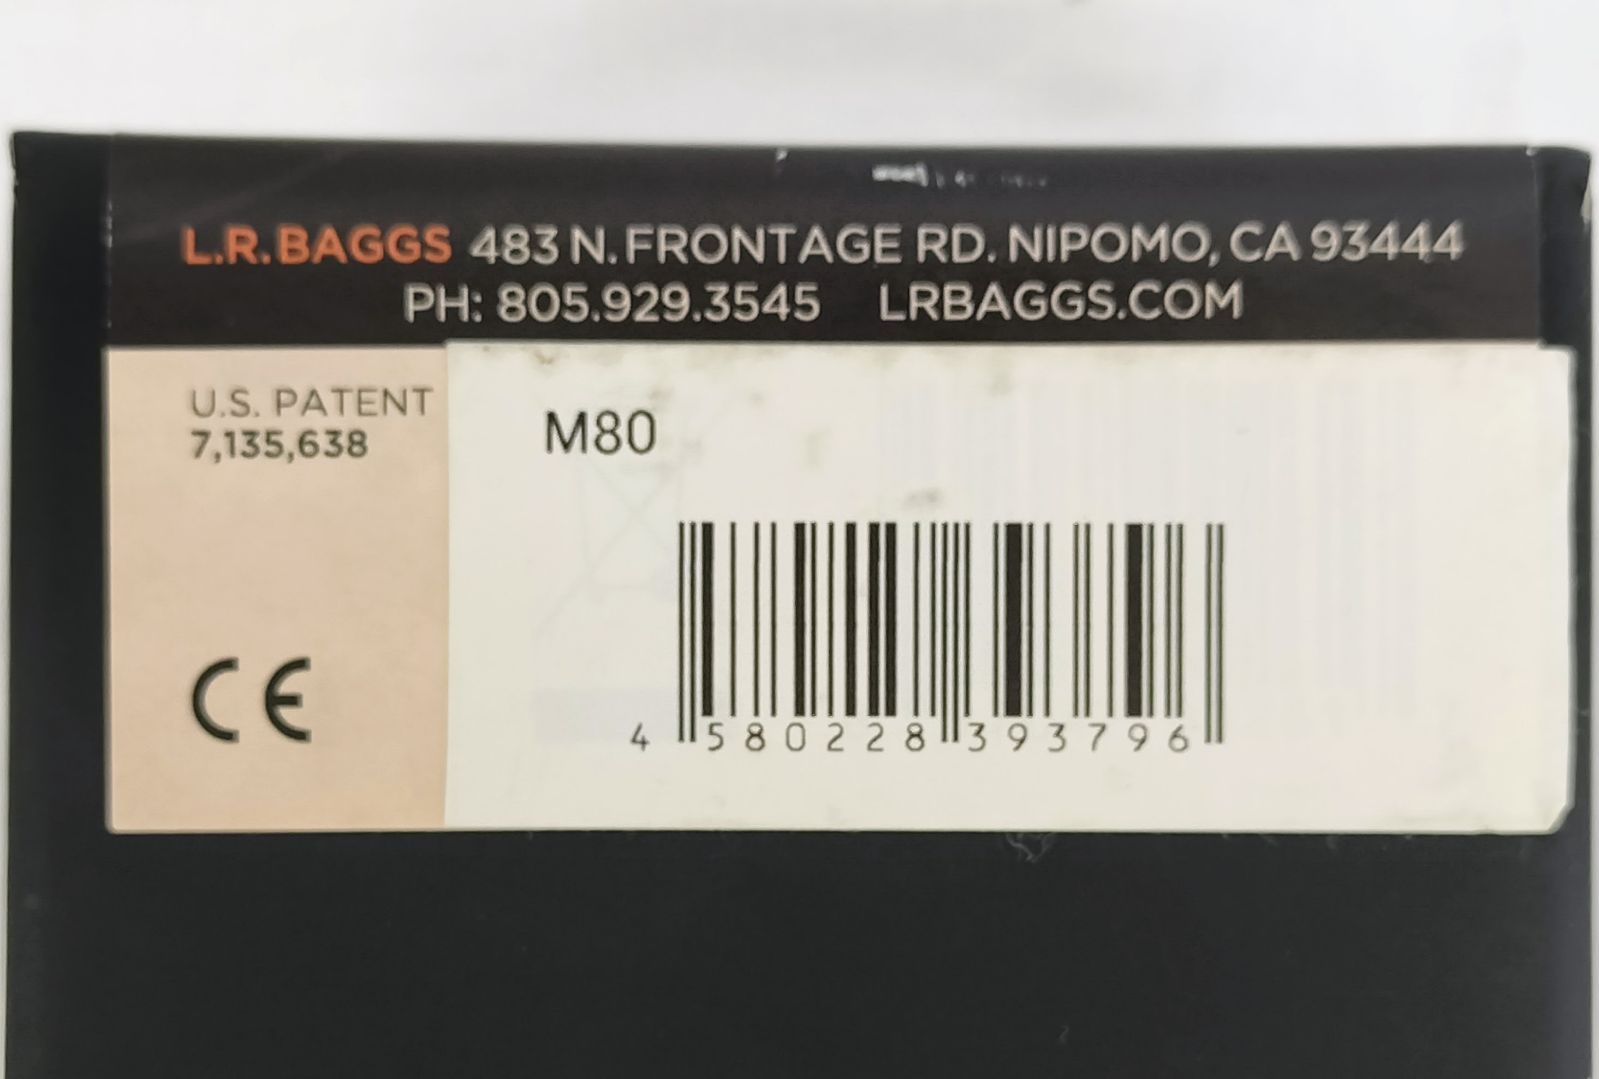 L.R.BAGGS 483 N. FRONTAGE RD. NIPOMO, CA 93444
PH: 805.929.3545 LRBAGGS.COM
U.S. PATENT
7,135,638
M80
CE
4 580228 393796